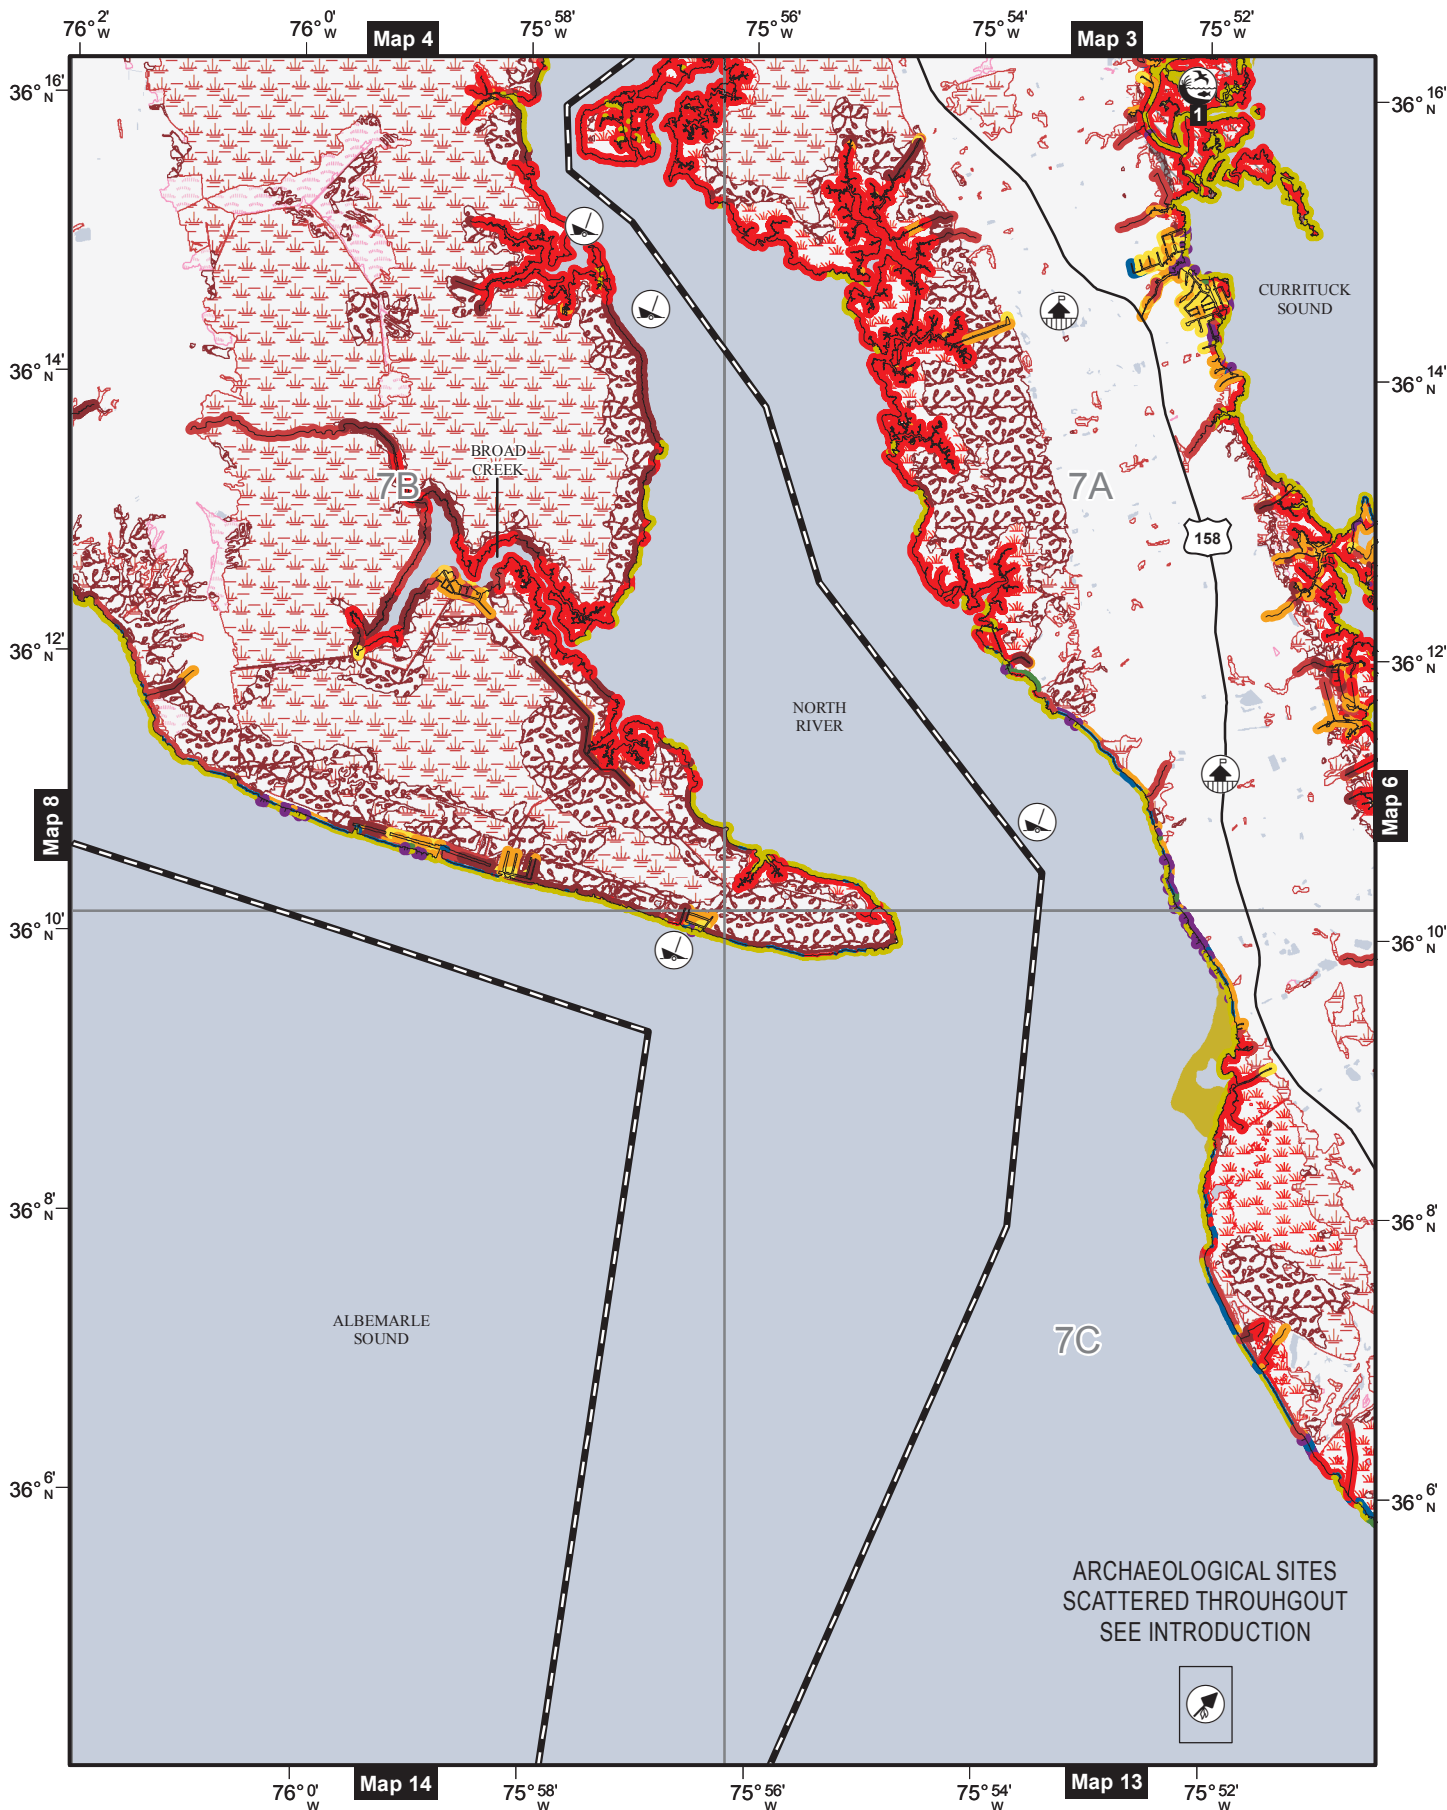 76° 2' W
76° 0' W
Map 4
75° 58' W
75° 56' W
75° 54' W
Map 3
75° 52' W
36° 16' N
36° 16' N
1
CURRITUCK
SOUND
36° 14' N
36° 14' N
BROAD
CREEK
7B
7A
158
36° 12' N
36° 12' N
NORTH
RIVER
Map 8
Map 6
36° 10' N
36° 10' N
36° 8' N
36° 8' N
ALBEMARLE
SOUND
7C
36° 6' N
36° 6' N
ARCHAEOLOGICAL SITES
SCATTERED THROUHGOUT
SEE INTRODUCTION
76° 0' W
Map 14
75° 58' W
75° 56' W
75° 54' W
Map 13
75° 52' W